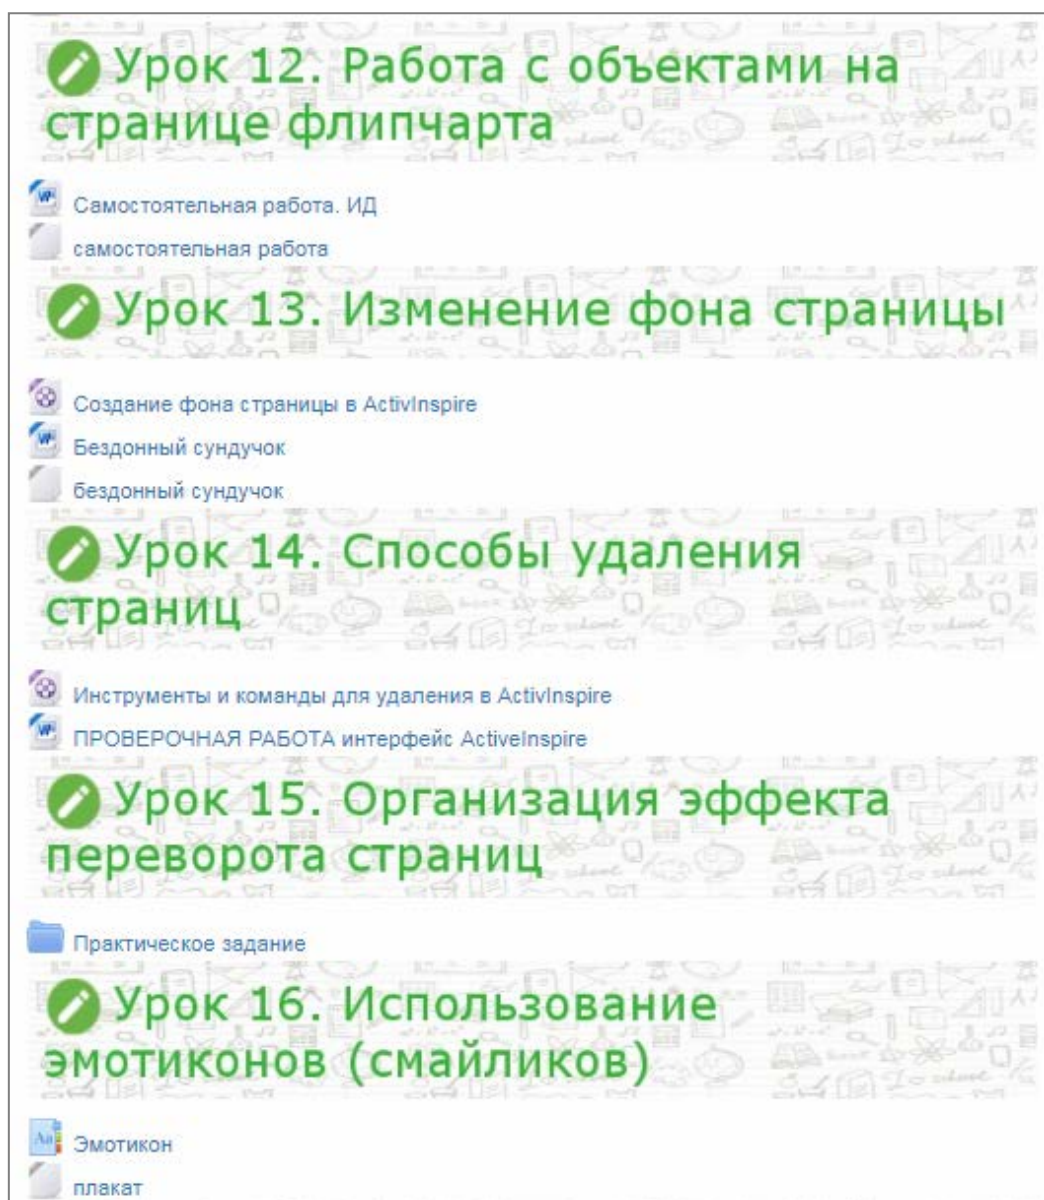 Урок 12. Работа с объектами на
странице флипчарта
Самостоятельная работа. ИД
самостоятельная работа
Урок 13. Изменение фона страницы
Создание фона страницы в ActivInspire
Бездонный сундучок
бездонный сундучок
Урок 14. Способы удаления
страниц
Инструменты и команды для удаления в ActivInspire
ПРОВЕРОЧНАЯ РАБОТА интерфейс ActiveInspire
Урок 15. Организация эффекта
переворота страниц
Практическое задание
Урок 16. Использование
эмотиконов (смайликов)
Эмотикон
плакат